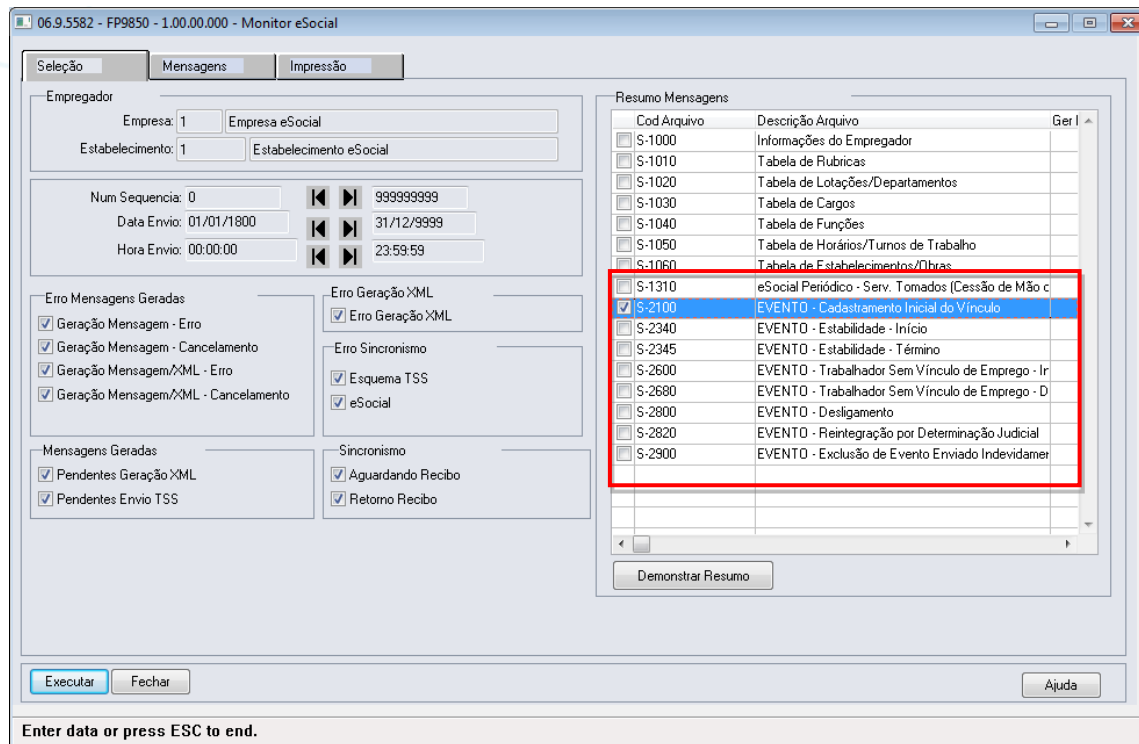 06.9.5582 - FP9850 - 1.00.00.000 - Monitor eSocial
Seleção Mensagens Impressão
Empregador
Empresa: 1 Empresa eSocial
Estabelecimento: 1 Estabelecimento eSocial
Num Sequencia: 0 999999999
Data Envio: 01/01/1800 31/12/9999
Hora Envio: 00:00:00 23:59:59
Erro Mensagens Geradas
Geração Mensagem - Erro
Geração Mensagem - Cancelamento
Geração Mensagem/XML - Erro
Geração Mensagem/XML - Cancelamento
Erro Geração XML
Erro Geração XML
Erro Sincronismo
Esquema TSS
eSocial
Mensagens Geradas
Pendentes Geração XML
Pendentes Envio TSS
Sincronismo
Aguardando Recibo
Retorno Recibo
Resumo Mensagens
Cod Arquivo Descrição Arquivo Ger
S-1000 Informações do Empregador
S-1010 Tabela de Rubricas
S-1020 Tabela de Lotações/Departamentos
S-1030 Tabela de Cargos
S-1040 Tabela de Funções
S-1050 Tabela de Horários/Turnos de Trabalho
S-1060 Tabela de Estabelecimentos/Obras
S-1310 eSocial Periódico - Serv. Tomados (Cessão de Mão c
S-2100 EVENTO - Cadastramento Inicial do Vínculo
S-2340 EVENTO - Estabilidade - Início
S-2345 EVENTO - Estabilidade - Término
S-2600 EVENTO - Trabalhador Sem Vínculo de Emprego - Ir
S-2680 EVENTO - Trabalhador Sem Vínculo de Emprego - D
S-2800 EVENTO - Desligamento
S-2820 EVENTO - Reintegração por Determinação Judicial
S-2900 EVENTO - Exclusão de Evento Enviado Indevidamer
Demonstrar Resumo
Executar Fechar Ajuda
Enter data or press ESC to end.